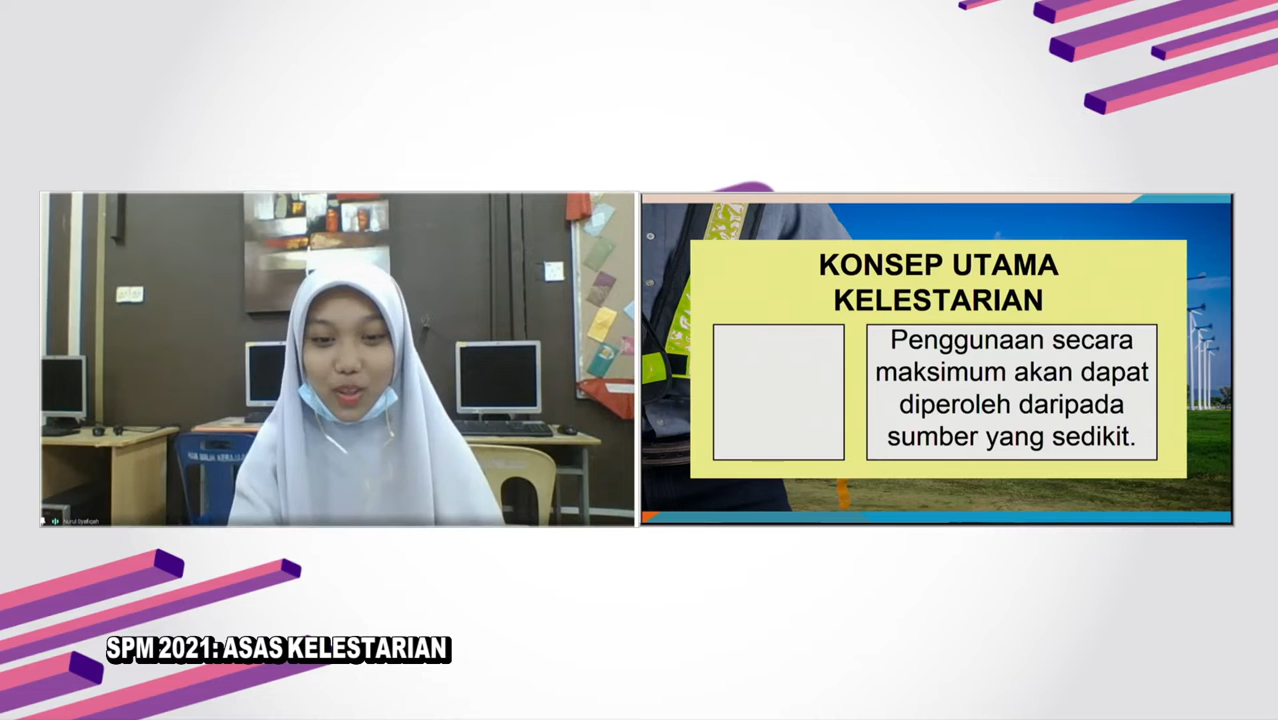 KONSEP UTAMA
KELESTARIAN
Penggunaan secara
maksimum akan dapat
diperoleh daripada
sumber yang sedikit.
SPM 2021: ASAS KELESTARIAN